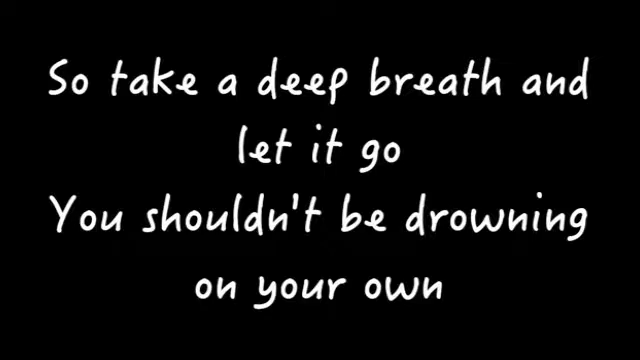 So take a deep breath and
let it go
You shouldn't be drowning
on your own